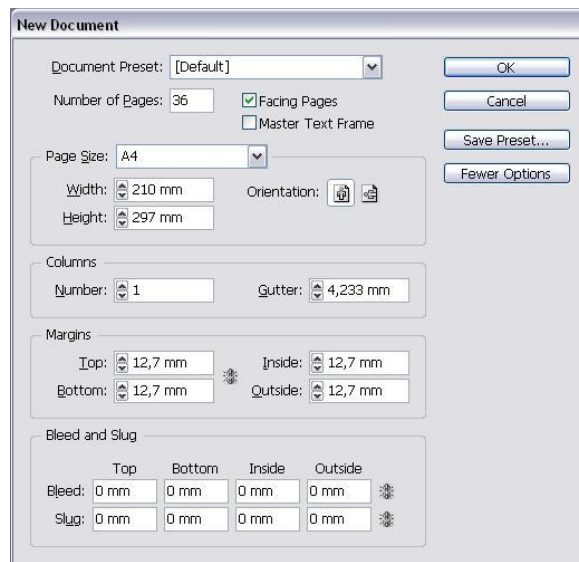 New Document
Document Preset: [Default]
OK
Number of Pages: 36
Facing Pages
Cancel
Master Text Frame
Save Preset...
Page Size: A4
Fewer Options
Width: 210 mm
Orientation:
Height: 297 mm
Columns
Number: 1
Gutter: 4,233 mm
Margins
Top: 12,7 mm
Inside: 12,7 mm
Bottom: 12,7 mm
Outside: 12,7 mm
Bleed and Slug
Top Bottom Inside Outside
Bleed: 0 mm 0 mm 0 mm 0 mm
Slug: 0 mm 0 mm 0 mm 0 mm